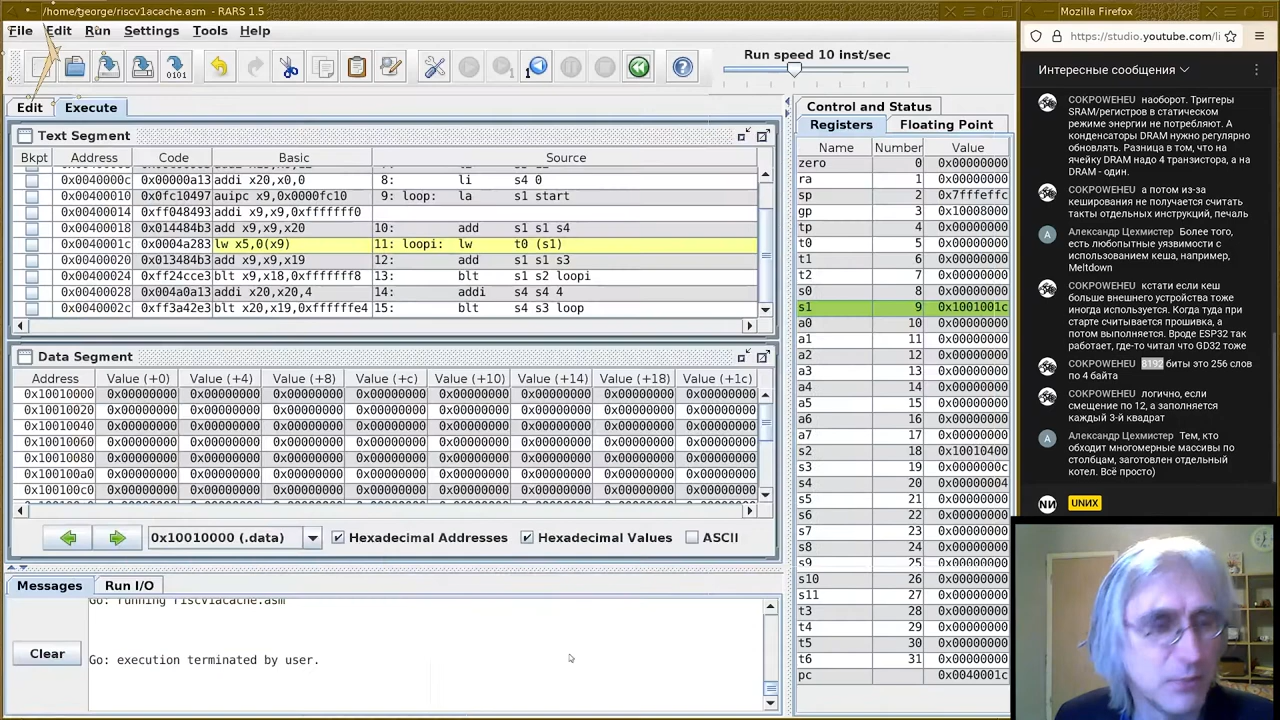 /home/george/riscv1acache.asm - RARS 1.5
File Edit Run Settings Tools Help
Run speed 10 inst/sec
Edit Execute
Text Segment
Bkpt Address Code Basic Source
0x0040000c 0x00000a13 addi x20,x0,0 8: li s4 0
0x00400010 0x0fc10497 auipc x9,0x0000fc10 9: loop: la s1 start
0x00400014 0xff048493 addi x9,x9,0xfffffff0
0x00400018 0x014484b3 add x9,x9,x20 10: add s1 s1 s4
0x0040001c 0x0004a283 lw x5,0(x9) 11: loopi: lw t0 (s1)
0x00400020 0x013484b3 add x9,x9,x19 12: add s1 s1 s3
0x00400024 0xff24cce3 blt x9,x18,0xfffffff8 13: blt s1 s2 loopi
0x00400028 0x004a0a13 addi x20,x20,4 14: addi s4 s4 4
0x0040002c 0xff3a42e3 blt x20,x19,0xffffffe4 15: blt s4 s3 loop
Data Segment
Address Value (+0) Value (+4) Value (+8) Value (+c) Value (+10) Value (+14) Value (+18) Value (+1c)
0x10010000 0x00000000 0x00000000 0x00000000 0x00000000 0x00000000 0x00000000 0x00000000 0x00000000
0x10010020 0x00000000 0x00000000 0x00000000 0x00000000 0x00000000 0x00000000 0x00000000 0x00000000
0x10010040 0x00000000 0x00000000 0x00000000 0x00000000 0x00000000 0x00000000 0x00000000 0x00000000
0x10010060 0x00000000 0x00000000 0x00000000 0x00000000 0x00000000 0x00000000 0x00000000 0x00000000
0x10010080 0x00000000 0x00000000 0x00000000 0x00000000 0x00000000 0x00000000 0x00000000 0x00000000
0x100100a0 0x00000000 0x00000000 0x00000000 0x00000000 0x00000000 0x00000000 0x00000000 0x00000000
0x100100c0 0x00000000 0x00000000 0x00000000 0x00000000 0x00000000 0x00000000 0x00000000 0x00000000
0x10010000 (.data) Hexadecimal Addresses Hexadecimal Values ASCII
Messages Run I/O
Go: running riscv1acache.asm
Go: execution terminated by user.
Clear
Control and Status
Registers Floating Point
Name Number Value
zero 0 0x00000000
ra 1 0x00000000
sp 2 0x7fffeffc
gp 3 0x10008000
tp 4 0x00000000
t0 5 0x00000000
t1 6 0x00000000
t2 7 0x00000000
s0 8 0x00000000
s1 9 0x1001001c
a0 10 0x00000000
a1 11 0x00000000
a2 12 0x00000000
a3 13 0x00000000
a4 14 0x00000000
a5 15 0x00000000
a6 16 0x00000000
a7 17 0x00000000
s2 18 0x10010400
s3 19 0x0000000c
s4 20 0x00000004
s5 21 0x00000000
s6 22 0x00000000
s7 23 0x00000000
s8 24 0x00000000
s9 25 0x00000000
s10 26 0x00000000
s11 27 0x00000000
t3 28 0x00000000
t4 29 0x00000000
t5 30 0x00000000
t6 31 0x00000000
pc 0x0040001c
Mozilla Firefox
https://studio.youtube.com/li
Интересные сообщения
COKPOWEHEU наоборот. Триггеры
SRAM/регистров в статическом
режиме энергии не потребляют. А
конденсаторы DRAM нужно регулярно
обновлять. Разница в том, что на
ячейку DRAM надо 4 транзистора, а на
DRAM - один.
COKPOWEHEU а потом из-за
кеширования не получается считать
такты отдельных инструкций, печаль
А Александр Цехмистер Более того,
есть любопытные уязвимости с
использованием кеша, например,
Meltdown
COKPOWEHEU кстати если кеш
больше внешнего устройства тоже
иногда используется. Когда туда при
старте считывается прошивка, а
потом выполняется. Вроде ESP32 так
работает, где-то читал что GD32 тоже
COKPOWEHEU 8192 биты это 256 слов
по 4 байта
COKPOWEHEU логично, если
смещение по 12, а заполняется
каждый 3-й квадрат
А Александр Цехмистер Тем, кто
обходит многомерные массивы по
столбцам, заготовлен отдельный
котел. Всё просто)
NИ UNИX